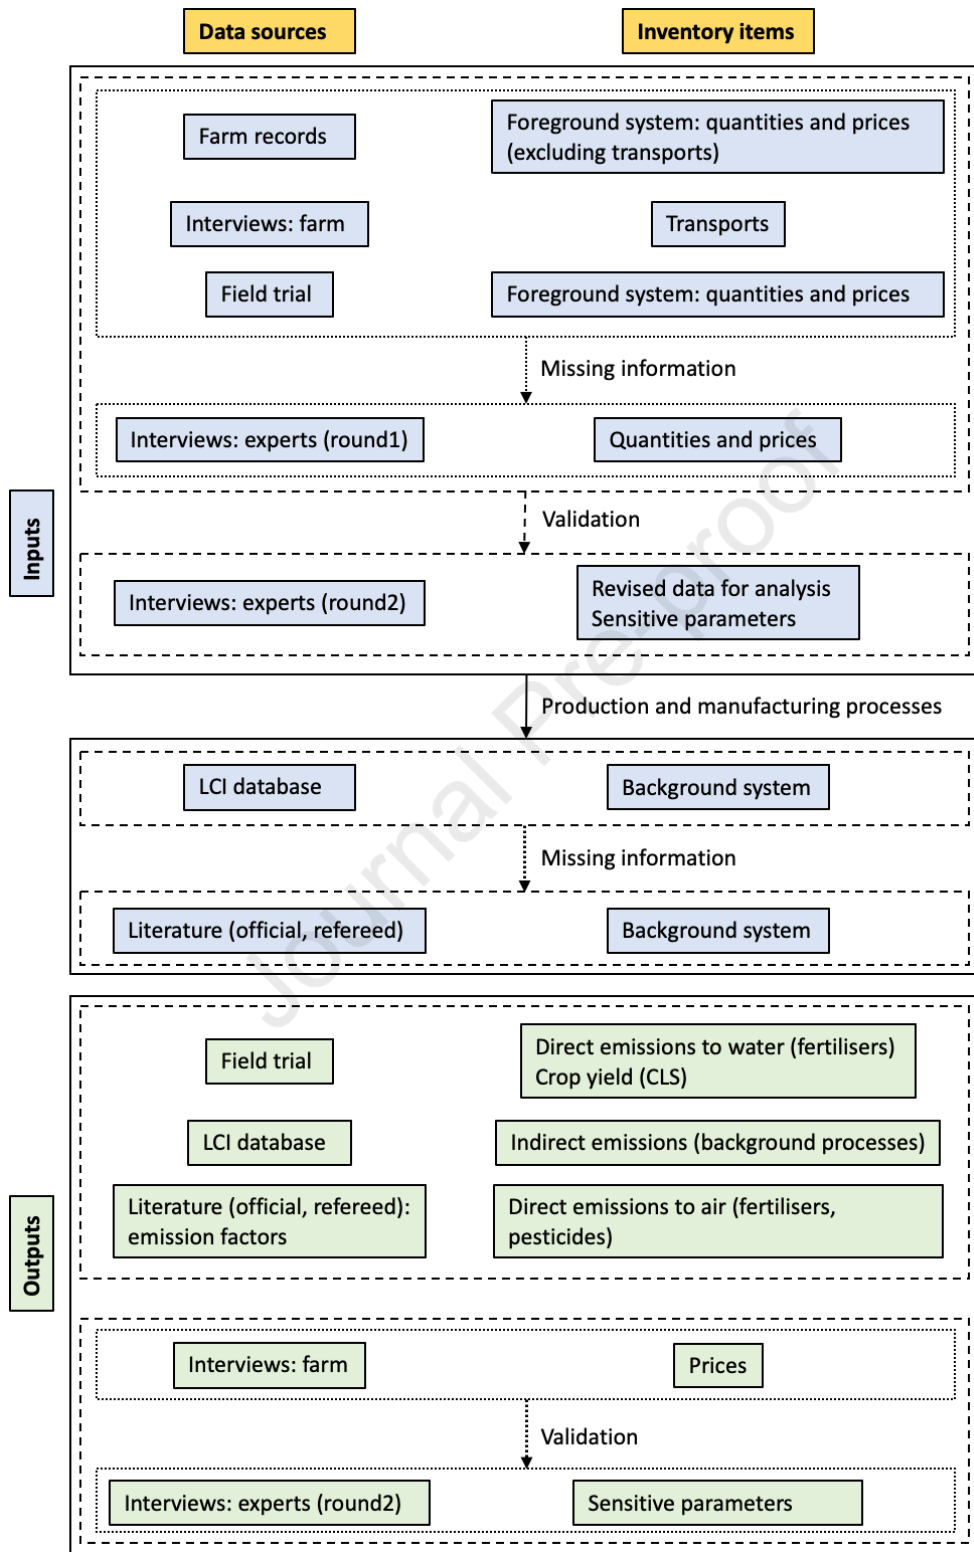 Data sources
Inventory items
Farm records
Foreground system: quantities and prices
(excluding transports)
Interviews: farm
Transports
Field trial
Foreground system: quantities and prices
Missing information
Interviews: experts (round1)
Quantities and prices
Inputs
Validation
Interviews: experts (round2)
Revised data for analysis
Sensitive parameters
Production and manufacturing processes
LCI database
Background system
Missing information
Literature (official, refereed)
Background system
Journal Pre-proof
Field trial
Direct emissions to water (fertilisers)
Crop yield (CLS)
LCI database
Indirect emissions (background processes)
Literature (official, refereed):
emission factors
Direct emissions to air (fertilisers,
pesticides)
Outputs
Interviews: farm
Prices
Validation
Interviews: experts (round2)
Sensitive parameters